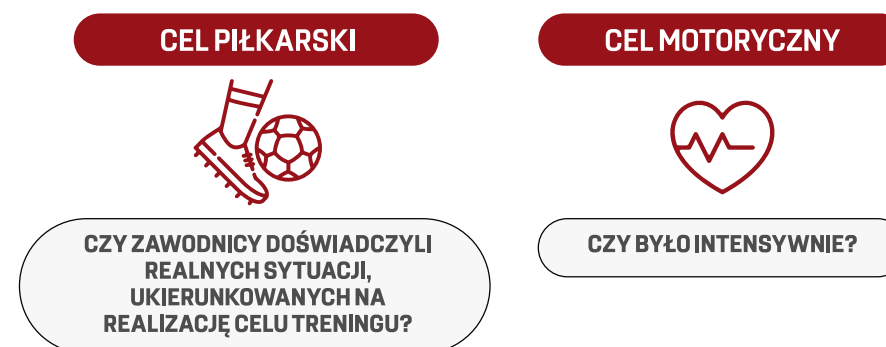 CEL PIŁKARSKI
CZY ZAWODNICY DOŚWIADCZYLI
REALNYCH SYTUACJI,
UKIERUNKOWANYCH NA
REALIZACJĘ CELU TRENINGU?
CEL MOTORYCZNY
CZY BYŁO INTENSYWNIE?